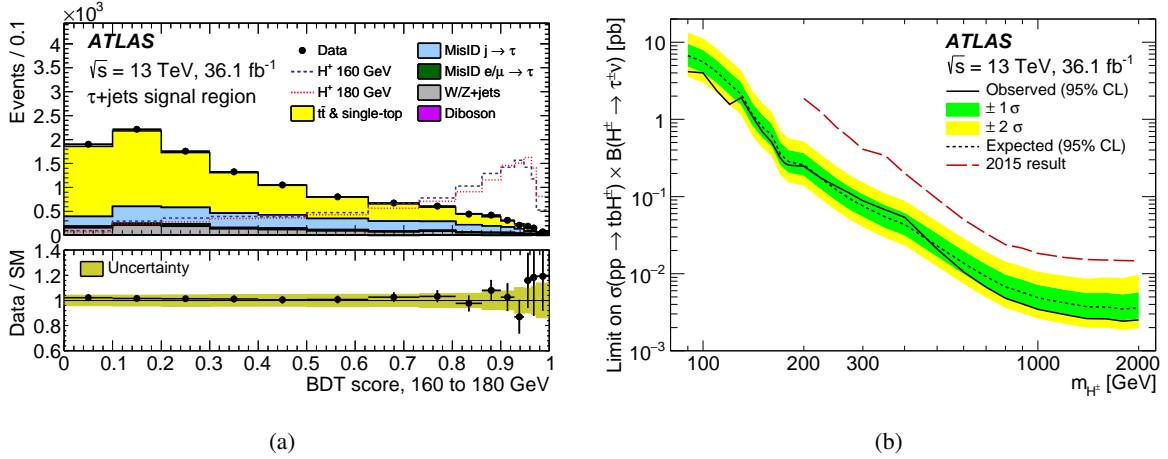 ×10³
Events / 0.1
4
3.5
3
2.5
2
1.5
1
0.5
0
ATLAS
√s = 13 TeV, 36.1 fb⁻¹
τ+jets signal region
Data
H⁺ 160 GeV
H⁺ 180 GeV
tt̄ & single-top
MisID j → τ
MisID e/μ → τ
W/Z+jets
Diboson
Data / SM
1.4
1.2
1
0.8
0.6
Uncertainty
0 0.1 0.2 0.3 0.4 0.5 0.6 0.7 0.8 0.9 1
BDT score, 160 to 180 GeV
(a)
Limit on σ(pp → tbH±) × B(H± → τ±ν) [pb]
10
1
10⁻¹
10⁻²
10⁻³
ATLAS
√s = 13 TeV, 36.1 fb⁻¹
Observed (95% CL)
± 1 σ
± 2 σ
Expected (95% CL)
2015 result
100 200 300 1000 2000
m_H± [GeV]
(b)